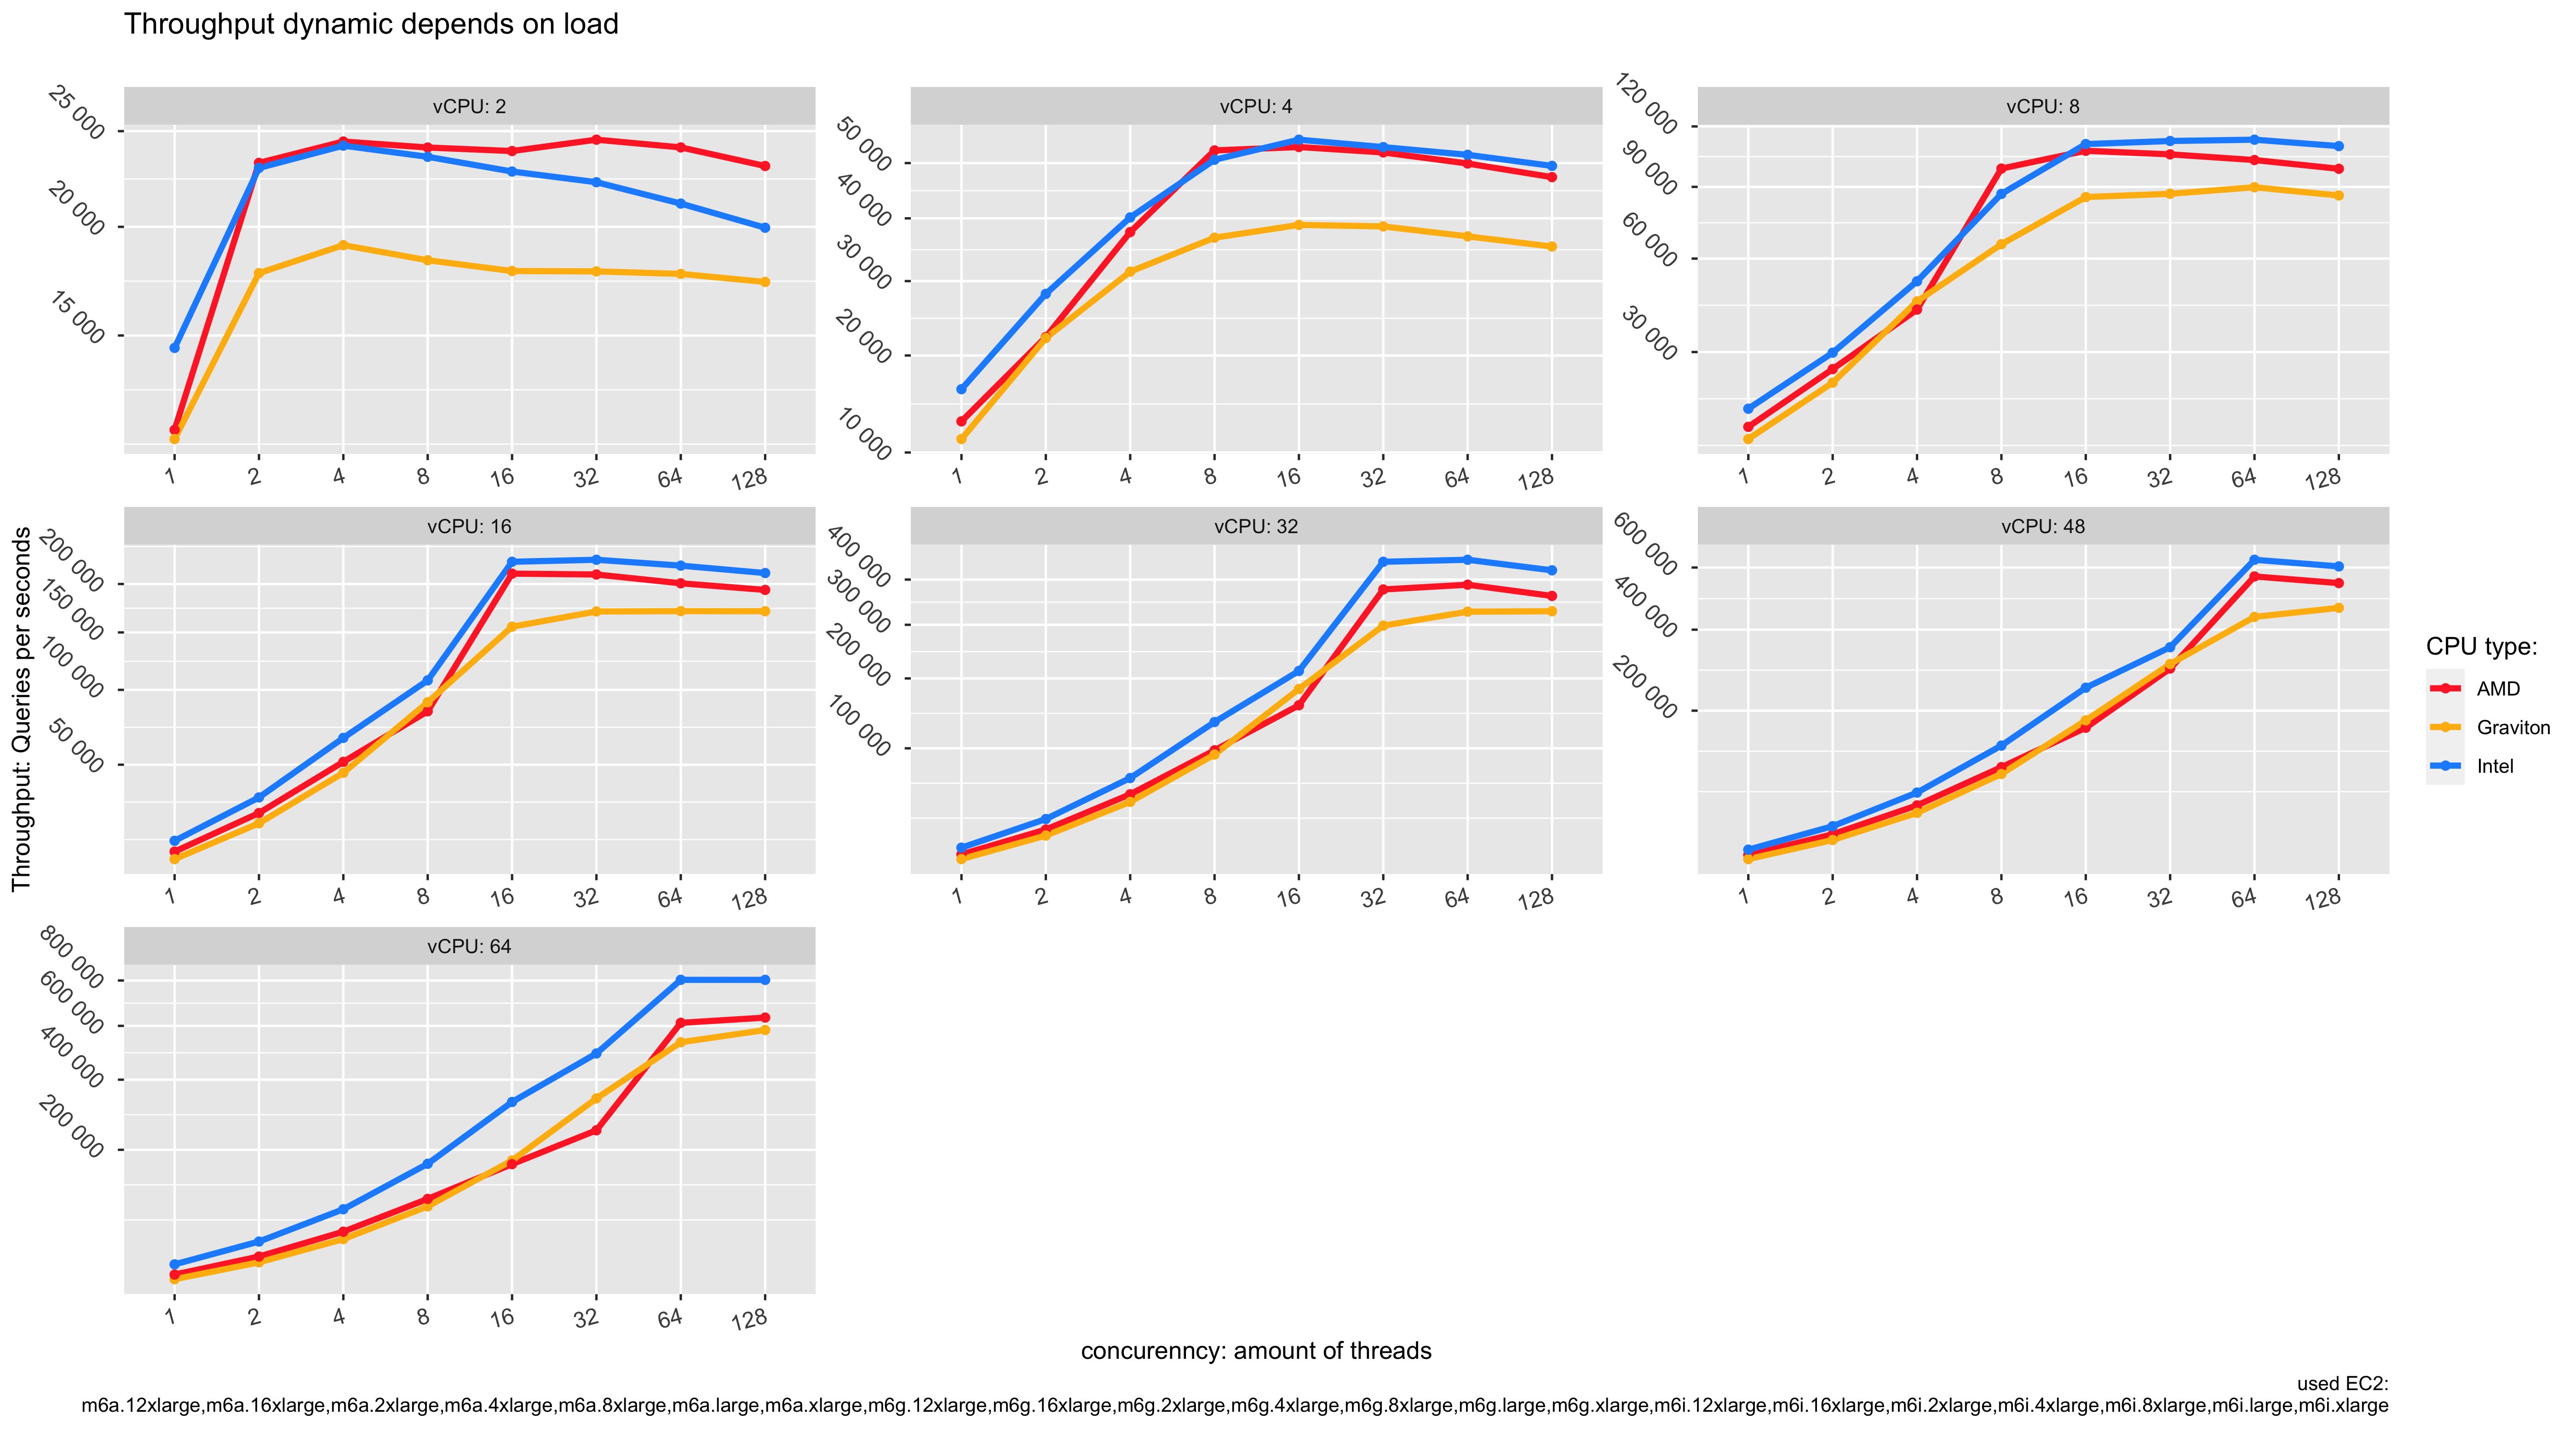 Throughput dynamic depends on load
vCPU: 2
25 000
20 000
15 000
1 2 4 8 16 32 64 128
vCPU: 4
50 000
40 000
30 000
20 000
10 000
1 2 4 8 16 32 64 128
vCPU: 8
120 000
90 000
60 000
30 000
1 2 4 8 16 32 64 128
Throughput: Queries per seconds
vCPU: 16
200 000
150 000
100 000
50 000
1 2 4 8 16 32 64 128
vCPU: 32
400 000
300 000
200 000
100 000
1 2 4 8 16 32 64 128
vCPU: 48
600 000
400 000
200 000
1 2 4 8 16 32 64 128
CPU type:
AMD
Graviton
Intel
vCPU: 64
800 000
600 000
400 000
200 000
1 2 4 8 16 32 64 128
concurenncy: amount of threads
used EC2:
m6a.12xlarge,m6a.16xlarge,m6a.2xlarge,m6a.4xlarge,m6a.8xlarge,m6a.large,m6a.xlarge,m6g.12xlarge,m6g.16xlarge,m6g.2xlarge,m6g.4xlarge,m6g.8xlarge,m6g.large,m6g.xlarge,m6i.12xlarge,m6i.16xlarge,m6i.2xlarge,m6i.4xlarge,m6i.8xlarge,m6i.large,m6i.xlarge